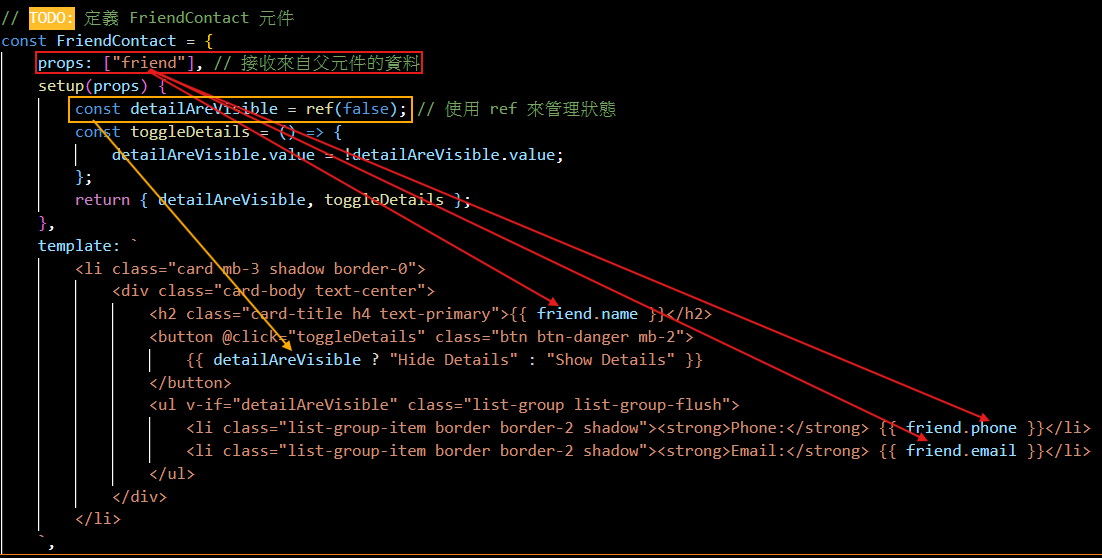 // TODO: 定義 FriendContact 元件
const FriendContact = {
props: ["friend"], // 接收來自父元件的資料
setup(props) {
const detailAreVisible = ref(false); // 使用 ref 來管理狀態
const toggleDetails = () => {
detailAreVisible.value = !detailAreVisible.value;
};
return { detailAreVisible, toggleDetails };
},
template: `
<li class="card mb-3 shadow border-0">
<div class="card-body text-center">
<h2 class="card-title h4 text-primary">{{ friend.name }}</h2>
<button @click="toggleDetails" class="btn btn-danger mb-2">
{{ detailAreVisible ? "Hide Details" : "Show Details" }}
</button>
<ul v-if="detailAreVisible" class="list-group list-group-flush">
<li class="list-group-item border border-2 shadow"><strong>Phone:</strong> {{ friend.phone }}</li>
<li class="list-group-item border border-2 shadow"><strong>Email:</strong> {{ friend.email }}</li>
</ul>
</div>
</li>
`,